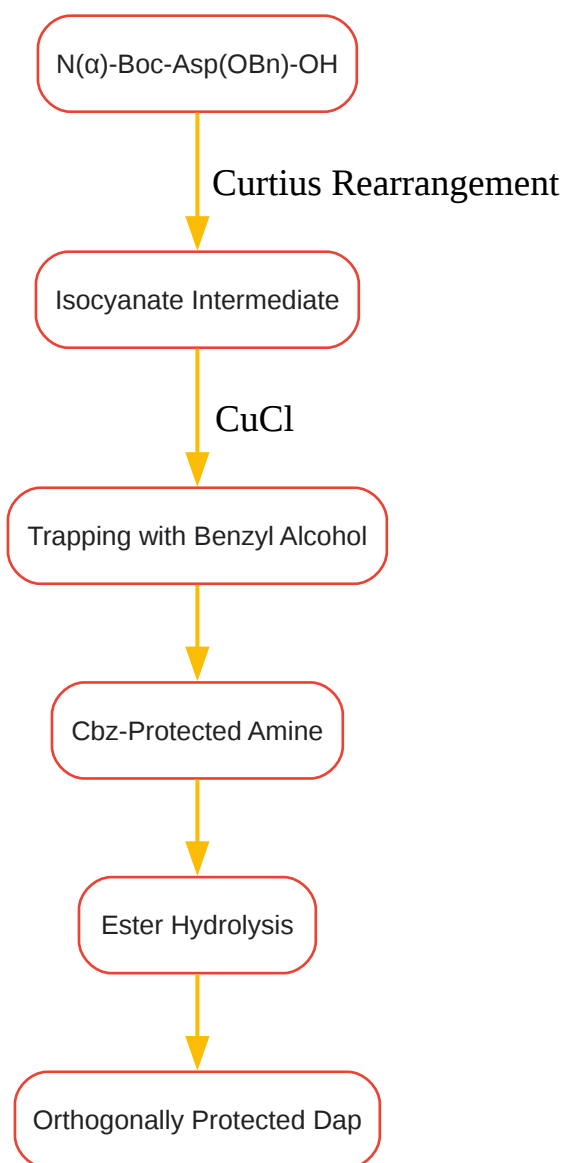 N(α)-Boc-Asp(OBn)-OH
Curtius Rearrangement
Isocyanate Intermediate
CuCl
Trapping with Benzyl Alcohol
Cbz-Protected Amine
Ester Hydrolysis
Orthogonally Protected Dap